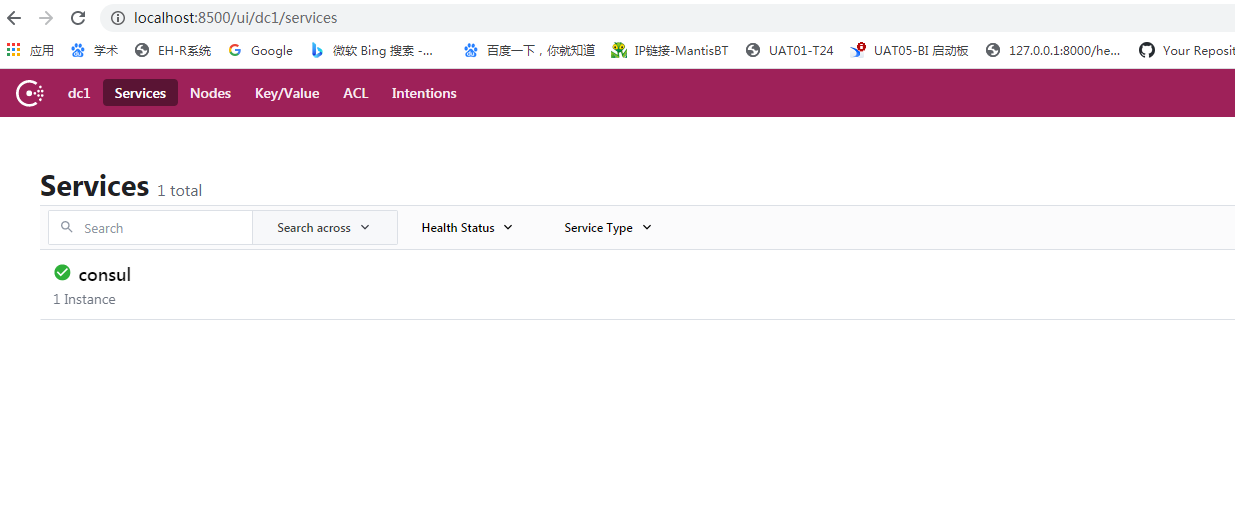 localhost:8500/ui/dc1/services
应用 学术 EH-R系统 Google 微软 Bing 搜索 -... 百度一下，你就知道 IP链接-MantisBT UAT01-T24 UAT05-BI 启动板 127.0.0.1:8000/he... Your Reposit
dc1 Services Nodes Key/Value ACL Intentions
Services 1 total
Search Search across Health Status Service Type
consul
1 Instance